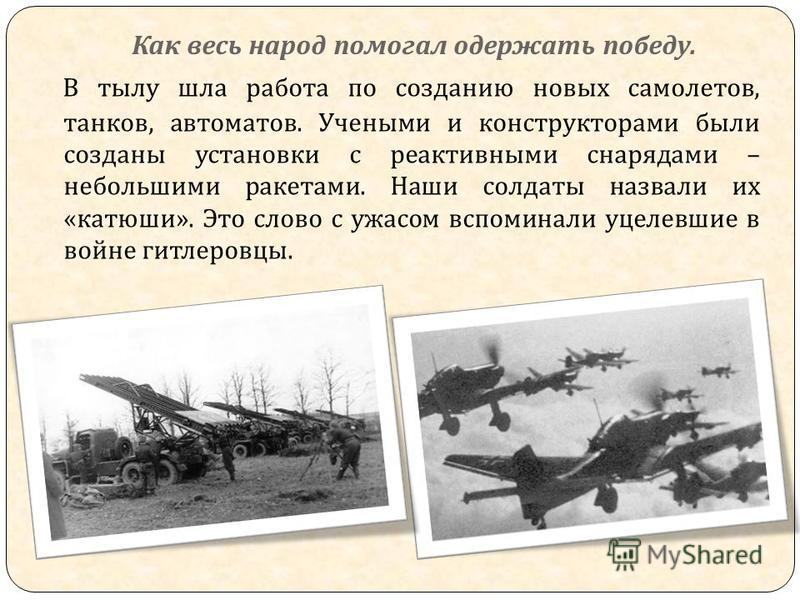 Как весь народ помогал одержать победу.
В тылу шла работа по созданию новых самолетов,
танков, автоматов. Учеными и конструкторами были
созданы установки с реактивными снарядами –
небольшими ракетами. Наши солдаты назвали их
«катюши». Это слово с ужасом вспоминали уцелевшие в
войне гитлеровцы.
MyShared